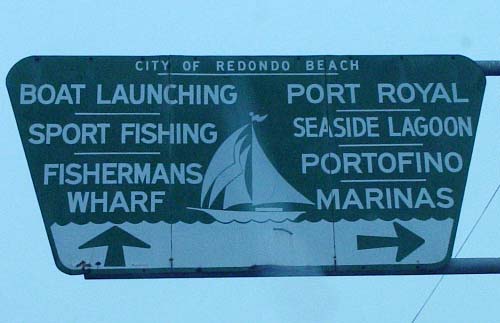 CITY OF REDONDO BEACH
BOAT LAUNCHING
SPORT FISHING
FISHERMANS
WHARF
PORT ROYAL
SEASIDE LAGOON
PORTOFINO
MARINAS